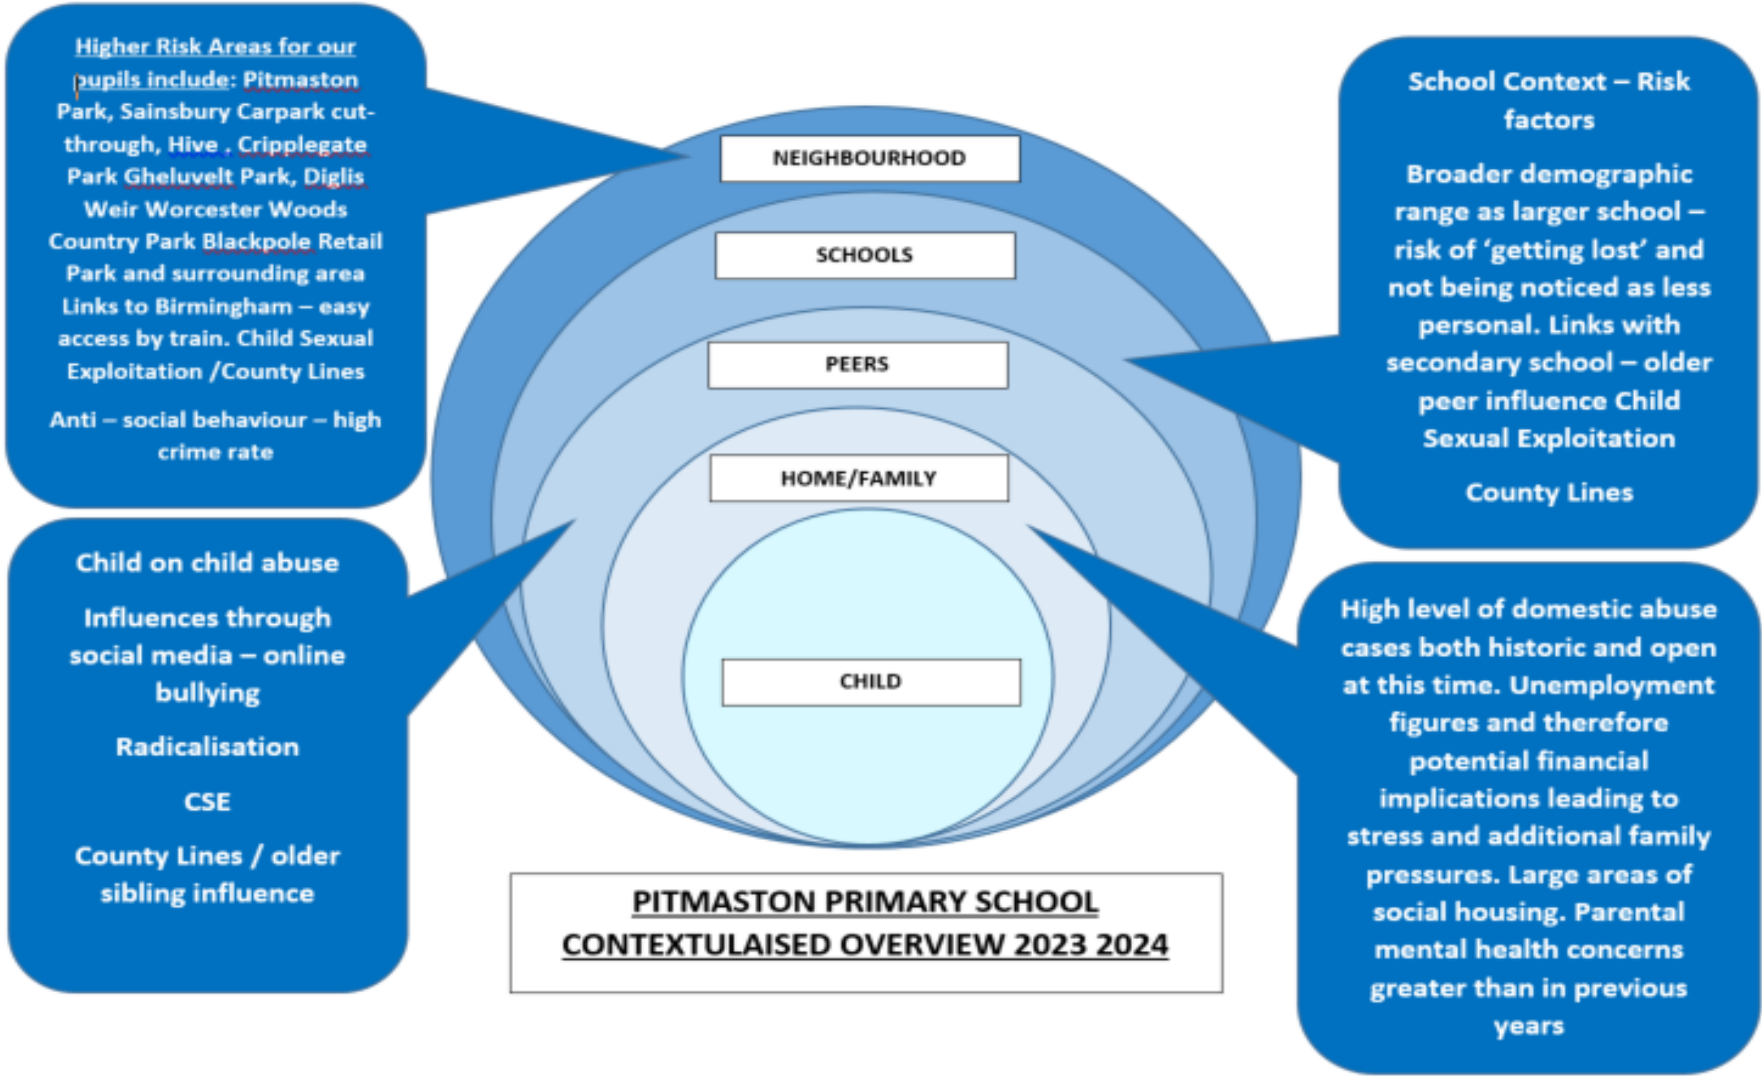 Higher Risk Areas for our
pupils include: Pitmaston
Park, Sainsbury Carpark cut-
through, Hive . Cripplegate
Park Gheluvelt Park, Diglis
Weir Worcester Woods
Country Park Blackpole Retail
Park and surrounding area
Links to Birmingham – easy
access by train. Child Sexual
Exploitation /County Lines
Anti – social behaviour – high
crime rate
Child on child abuse
Influences through
social media – online
bullying
Radicalisation
CSE
County Lines / older
sibling influence
NEIGHBOURHOOD
SCHOOLS
PEERS
HOME/FAMILY
CHILD
PITMASTON PRIMARY SCHOOL
CONTEXTULAISED OVERVIEW 2023 2024
School Context – Risk
factors
Broader demographic
range as larger school –
risk of ‘getting lost’ and
not being noticed as less
personal. Links with
secondary school – older
peer influence Child
Sexual Exploitation
County Lines
High level of domestic abuse
cases both historic and open
at this time. Unemployment
figures and therefore
potential financial
implications leading to
stress and additional family
pressures. Large areas of
social housing. Parental
mental health concerns
greater than in previous
years